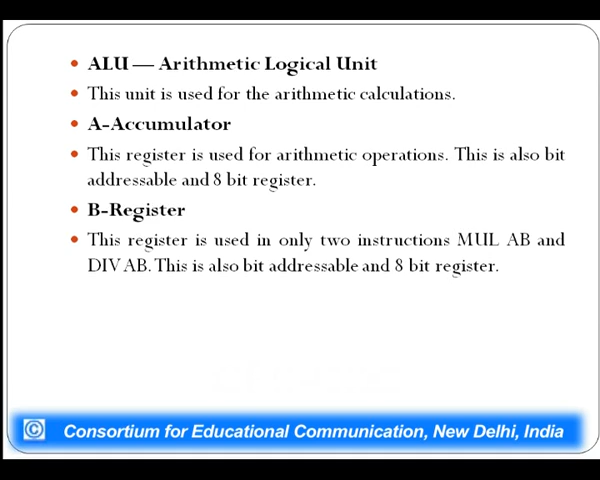 ALU — Arithmetic Logical Unit
This unit is used for the arithmetic calculations.
A-Accumulator
This register is used for arithmetic operations. This is also bit
addressable and 8 bit register.
B-Register
This register is used in only two instructions MUL AB and
DIV AB. This is also bit addressable and 8 bit register.
© Consortium for Educational Communication, New Delhi, India